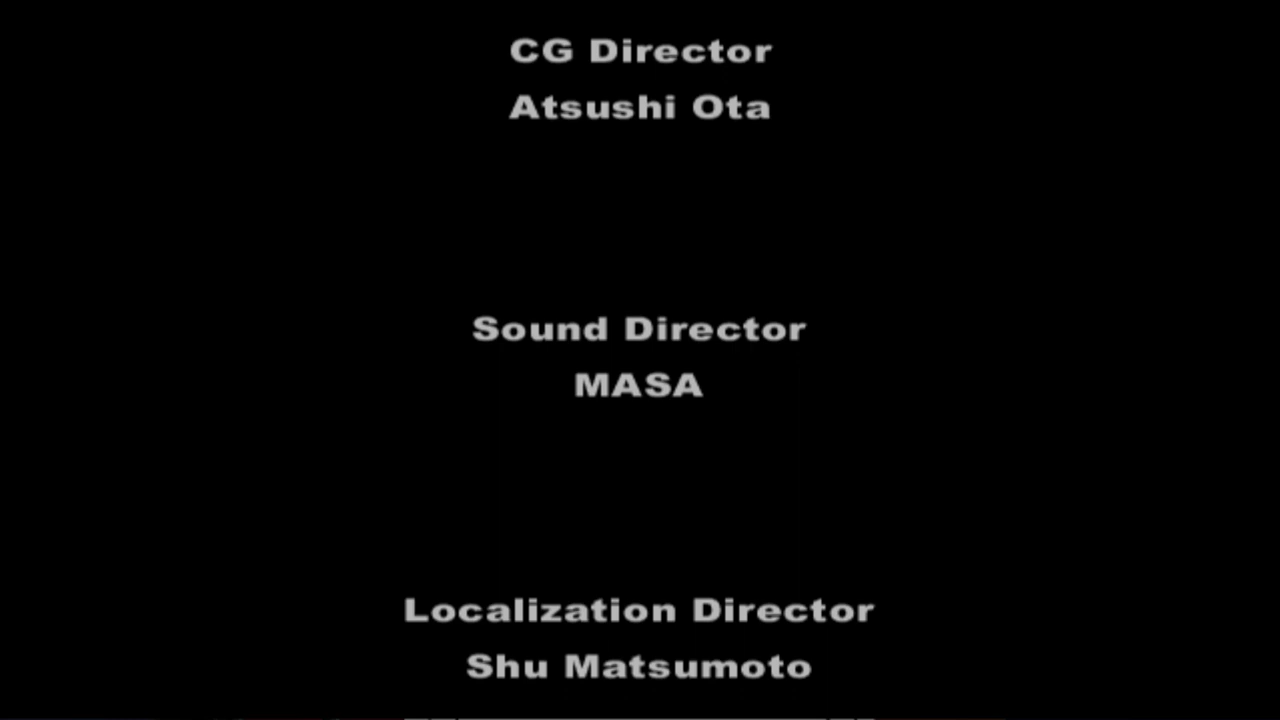 CG Director
Atsushi Ota
Sound Director
MASA
Localization Director
Shu Matsumoto